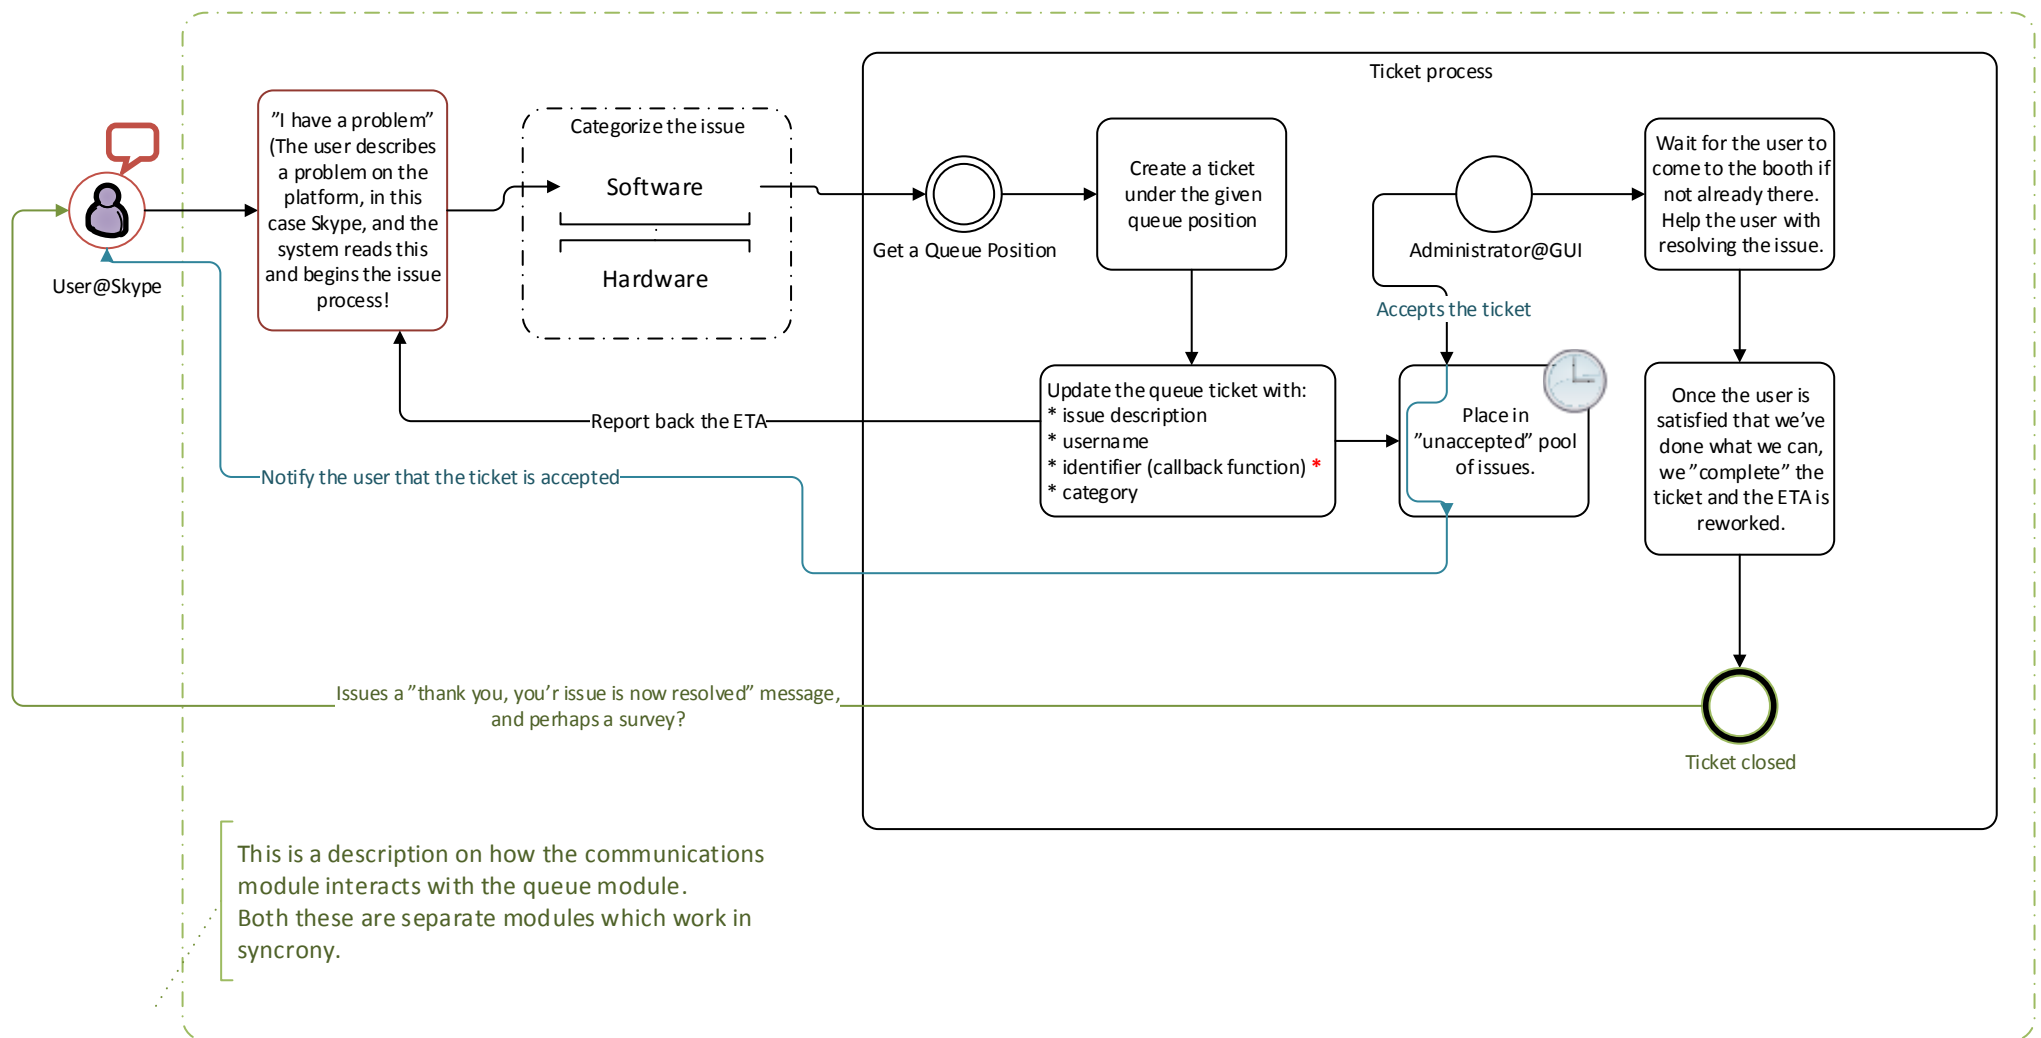 Ticket process
”I have a problem”
(The user describes
a problem on the
platform, in this
case Skype, and the
system reads this
and begins the issue
process!
User@Skype
Categorize the issue
Software
Hardware
Get a Queue Position
Create a ticket
under the given
queue position
Administrator@GUI
Wait for the user to
come to the booth if
not already there.
Help the user with
resolving the issue.
Accepts the ticket
Update the queue ticket with:
* issue description
* username
* identifier (callback function) *
* category
Place in
”unaccepted” pool
of issues.
Once the user is
satisfied that we’ve
done what we can,
we ”complete” the
ticket and the ETA is
reworked.
Report back the ETA
Notify the user that the ticket is accepted
Issues a ”thank you, you’r issue is now resolved” message,
and perhaps a survey?
Ticket closed
This is a description on how the communications
module interacts with the queue module.
Both these are separate modules which work in
syncrony.